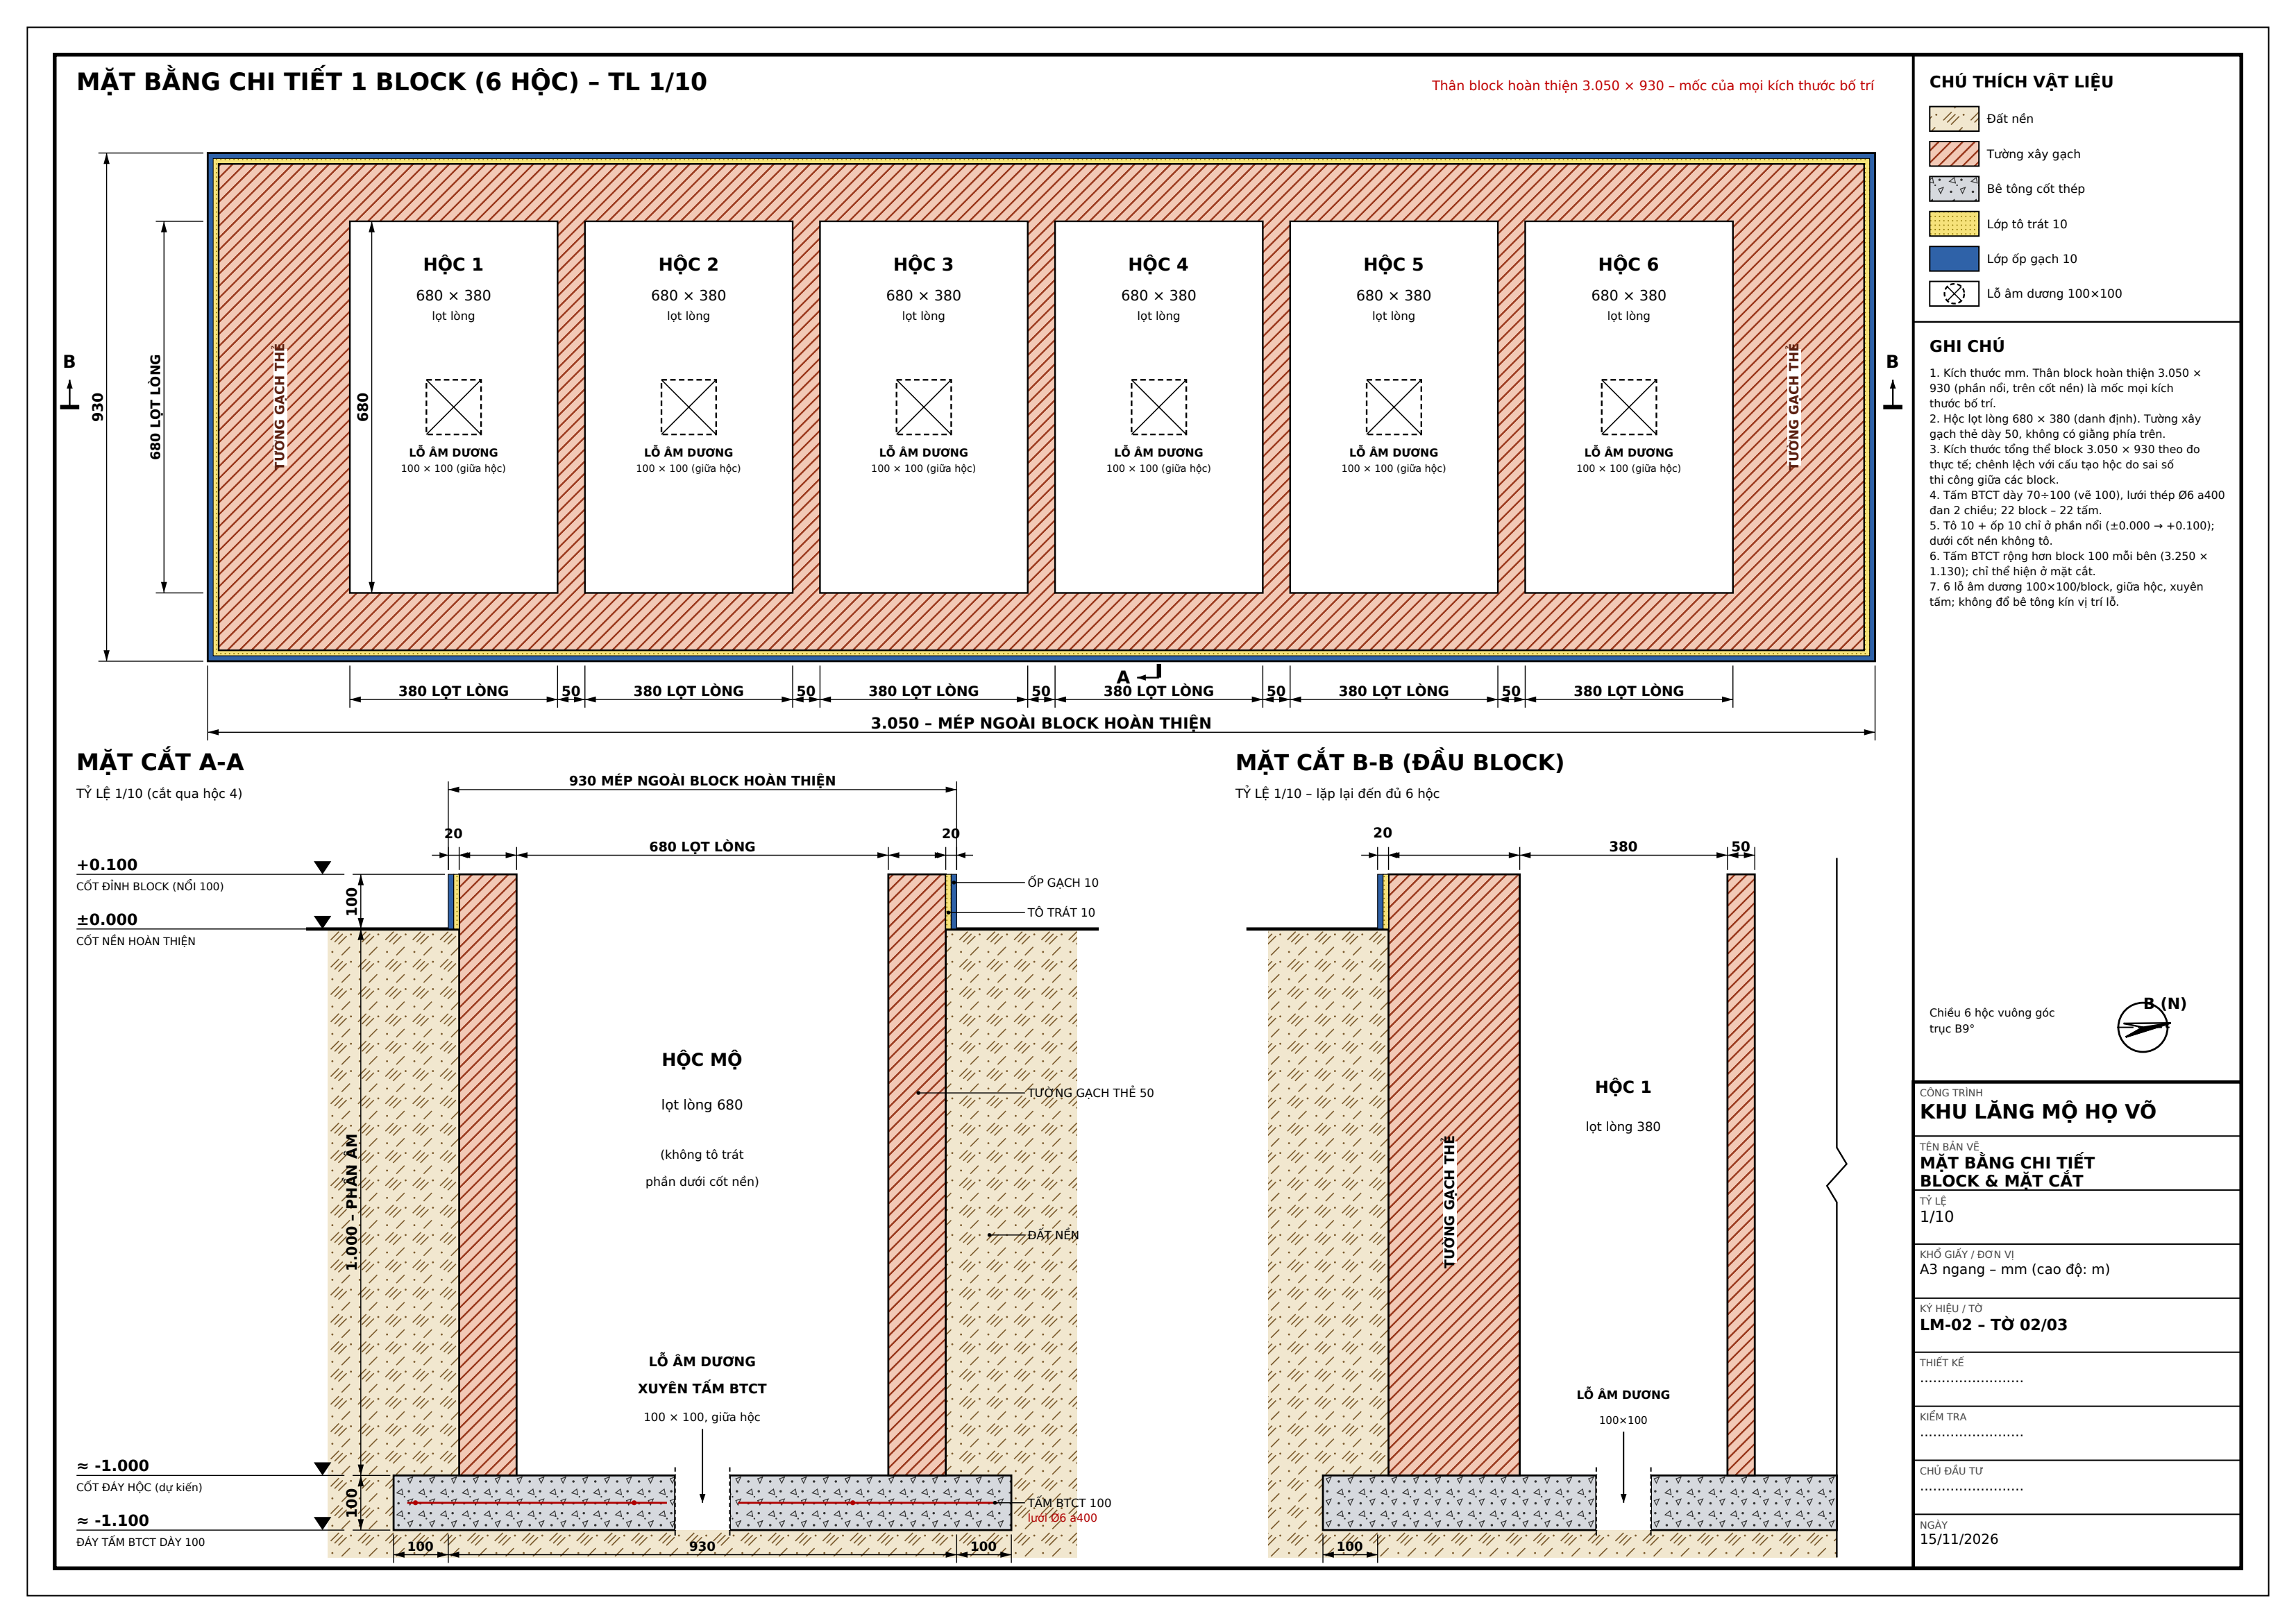 MẶT BẰNG CHI TIẾT 1 BLOCK (6 HỘC) – TL 1/10
Thân block hoàn thiện 3.050 × 930 – mốc của mọi kích thước bố trí
HỘC 1
680 × 380
lọt lòng
LỖ ÂM DƯƠNG
100 × 100 (giữa hộc)
HỘC 2
680 × 380
lọt lòng
LỖ ÂM DƯƠNG
100 × 100 (giữa hộc)
HỘC 3
680 × 380
lọt lòng
LỖ ÂM DƯƠNG
100 × 100 (giữa hộc)
HỘC 4
680 × 380
lọt lòng
LỖ ÂM DƯƠNG
100 × 100 (giữa hộc)
HỘC 5
680 × 380
lọt lòng
LỖ ÂM DƯƠNG
100 × 100 (giữa hộc)
HỘC 6
680 × 380
lọt lòng
LỖ ÂM DƯƠNG
100 × 100 (giữa hộc)
B
930
680 LỌT LÒNG
TƯỜNG GẠCH THẺ
680
TƯỜNG GẠCH THẺ
B
A
380 LỌT LÒNG 50 380 LỌT LÒNG 50 380 LỌT LÒNG 50 380 LỌT LÒNG 50 380 LỌT LÒNG 50 380 LỌT LÒNG
3.050 – MÉP NGOÀI BLOCK HOÀN THIỆN
MẶT CẮT A-A
TỶ LỆ 1/10 (cắt qua hộc 4)
930 MÉP NGOÀI BLOCK HOÀN THIỆN
20
680 LỌT LÒNG
20
+0.100
CỐT ĐỈNH BLOCK (NỔI 100)
±0.000
CỐT NỀN HOÀN THIỆN
100
ỐP GẠCH 10
TÔ TRÁT 10
HỘC MỘ
lọt lòng 680
(không tô trát
phần dưới cốt nền)
TƯỜNG GẠCH THẺ 50
1.000 – PHẦN ÂM
ĐẤT NỀN
LỖ ÂM DƯƠNG
XUYÊN TẤM BTCT
100 × 100, giữa hộc
≈ -1.000
CỐT ĐÁY HỘC (dự kiến)
100
≈ -1.100
ĐÁY TẤM BTCT DÀY 100
TẤM BTCT 100
lưới Ø6 a400
100
930
100
MẶT CẮT B-B (ĐẦU BLOCK)
TỶ LỆ 1/10 – lặp lại đến đủ 6 hộc
20
380
50
HỘC 1
lọt lòng 380
TƯỜNG GẠCH THẺ
LỖ ÂM DƯƠNG
100×100
100
CHÚ THÍCH VẬT LIỆU
Đất nền
Tường xây gạch
Bê tông cốt thép
Lớp tô trát 10
Lớp ốp gạch 10
Lỗ âm dương 100×100
GHI CHÚ
1. Kích thước mm. Thân block hoàn thiện 3.050 ×
930 (phần nổi, trên cốt nền) là mốc mọi kích
thước bố trí.
2. Hộc lọt lòng 680 × 380 (danh định). Tường xây
gạch thẻ dày 50, không có giằng phía trên.
3. Kích thước tổng thể block 3.050 × 930 theo đo
thực tế; chênh lệch với cấu tạo hộc do sai số
thi công giữa các block.
4. Tấm BTCT dày 70÷100 (vẽ 100), lưới thép Ø6 a400
đan 2 chiều; 22 block – 22 tấm.
5. Tô 10 + ốp 10 chỉ ở phần nổi (±0.000 → +0.100);
dưới cốt nền không tô.
6. Tấm BTCT rộng hơn block 100 mỗi bên (3.250 ×
1.130); chỉ thể hiện ở mặt cắt.
7. 6 lỗ âm dương 100×100/block, giữa hộc, xuyên
tấm; không đổ bê tông kín vị trí lỗ.
Chiều 6 hộc vuông góc
trục B9°
B (N)
CÔNG TRÌNH
KHU LĂNG MỘ HỌ VÕ
TÊN BẢN VẼ
MẶT BẰNG CHI TIẾT
BLOCK & MẶT CẮT
TỶ LỆ
1/10
KHỔ GIẤY / ĐƠN VỊ
A3 ngang – mm (cao độ: m)
KÝ HIỆU / TỜ
LM-02 – TỜ 02/03
THIẾT KẾ
........................
KIỂM TRA
........................
CHỦ ĐẦU TƯ
........................
NGÀY
15/11/2026